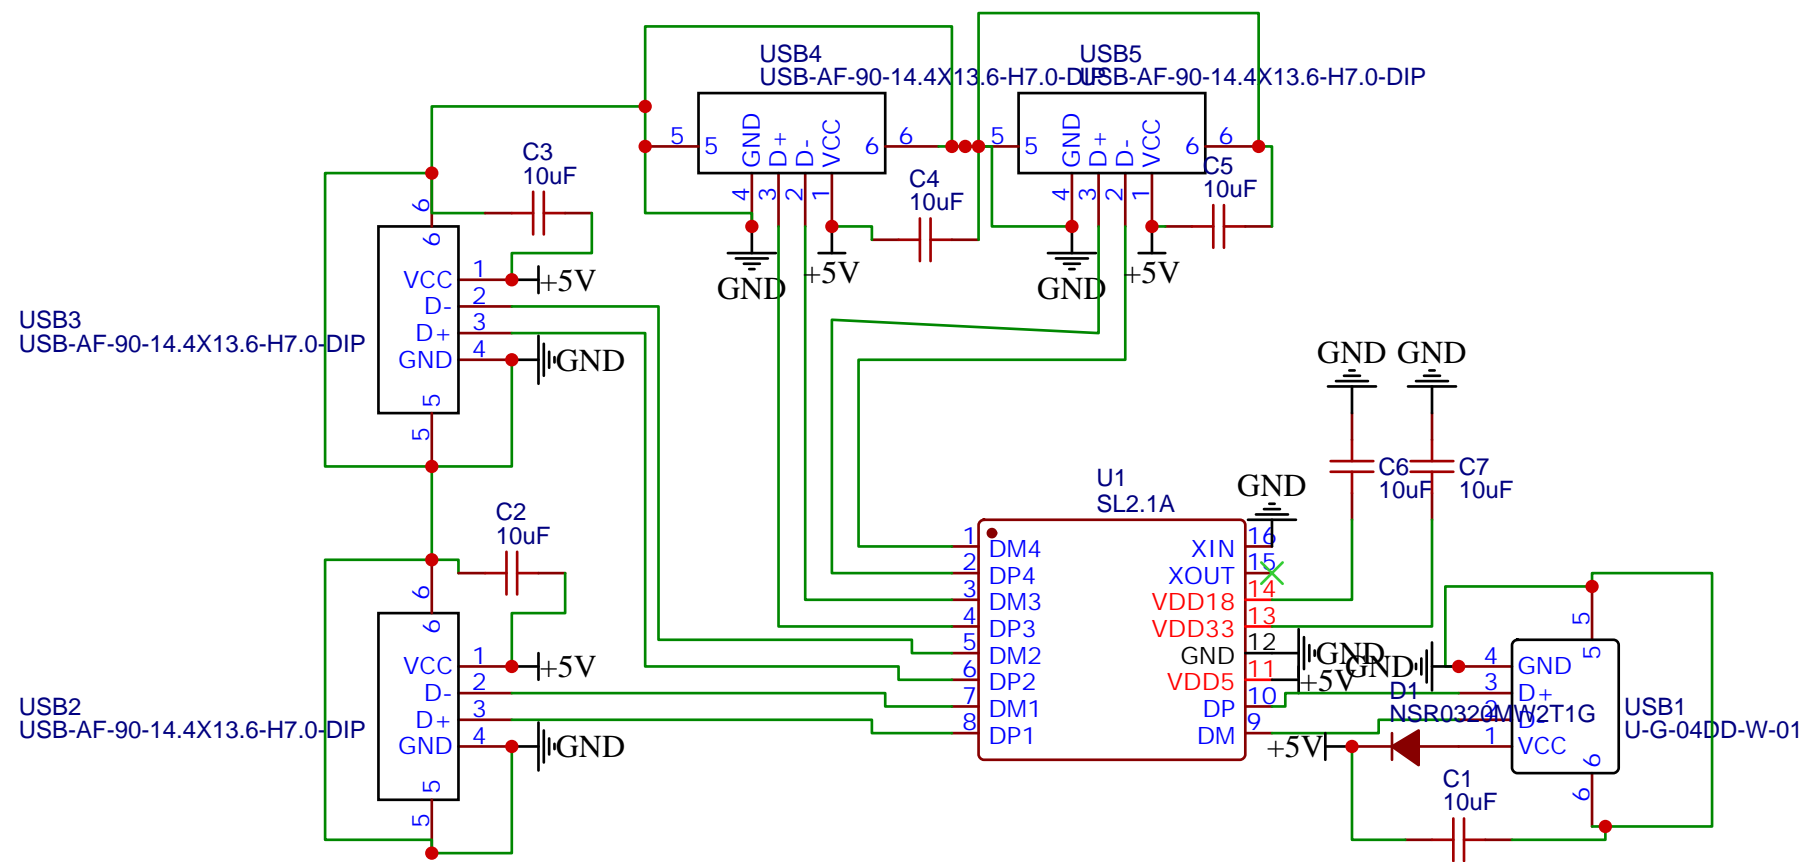 USB4
USB-AF-90-14.4X13.6-H7.0-DIP
5
5
GND
D+
D-
VCC
6
6
4
3
2
1
GND
+5V
C4
10uF
USB5
USB-AF-90-14.4X13.6-H7.0-DIP
5
5
GND
D+
D-
VCC
6
6
4
3
2
1
GND
+5V
C5
10uF
C3
10uF
6
6
VCC 1 +5V
D- 2
D+ 3
GND 4 GND
5
5
USB3
USB-AF-90-14.4X13.6-H7.0-DIP
C2
10uF
6
6
VCC 1 +5V
D- 2
D+ 3
GND 4 GND
5
5
USB2
USB-AF-90-14.4X13.6-H7.0-DIP
GND GND
C6
10uF
C7
10uF
U1
SL2.1A
GND
1 DM4
2 DP4
3 DM3
4 DP3
5 DM2
6 DP2
7 DM1
8 DP1
XIN 16
XOUT 15
VDD18 14
VDD33 13
GND 12 GND
VDD5 11 +5V
DP 10
DM 9
GND
D1
NSR0320MW2T1G
+5V
5
5
4 GND
3 D+
2 D-
1 VCC
6
6
USB1
U-G-04DD-W-01
C1
10uF